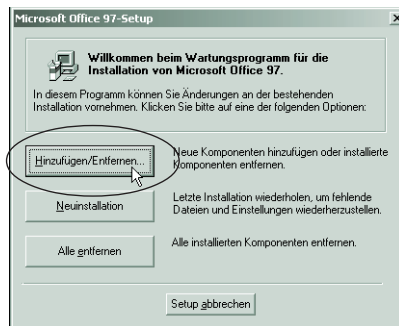 Microsoft Office 97-Setup
Willkommen beim Wartungsprogramm für die
Installation von Microsoft Office 97.
In diesem Programm können Sie Änderungen an der bestehenden
Installation vornehmen. Klicken Sie bitte auf eine der folgenden Optionen:
Hinzufügen/Entfernen...
Neue Komponenten hinzufügen oder installierte
Komponenten entfernen.
Neuinstallation
Letzte Installation wiederholen, um fehlende
Dateien und Einstellungen wiederherzustellen.
Alle entfernen
Alle installierten Komponenten entfernen.
Setup abbrechen